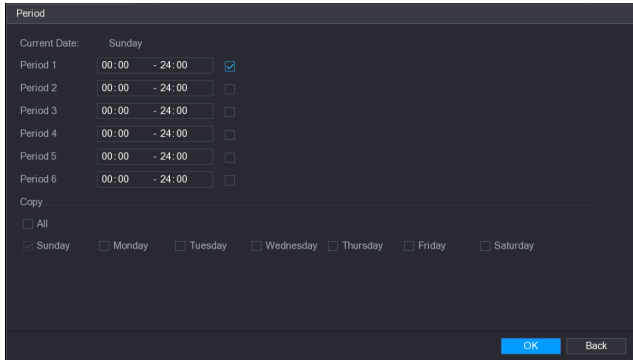 Period
Current Date: Sunday
Period 1 00:00 - 24:00
Period 2 00:00 - 24:00
Period 3 00:00 - 24:00
Period 4 00:00 - 24:00
Period 5 00:00 - 24:00
Period 6 00:00 - 24:00
Copy
All
Sunday Monday Tuesday Wednesday Thursday Friday Saturday
OK Back